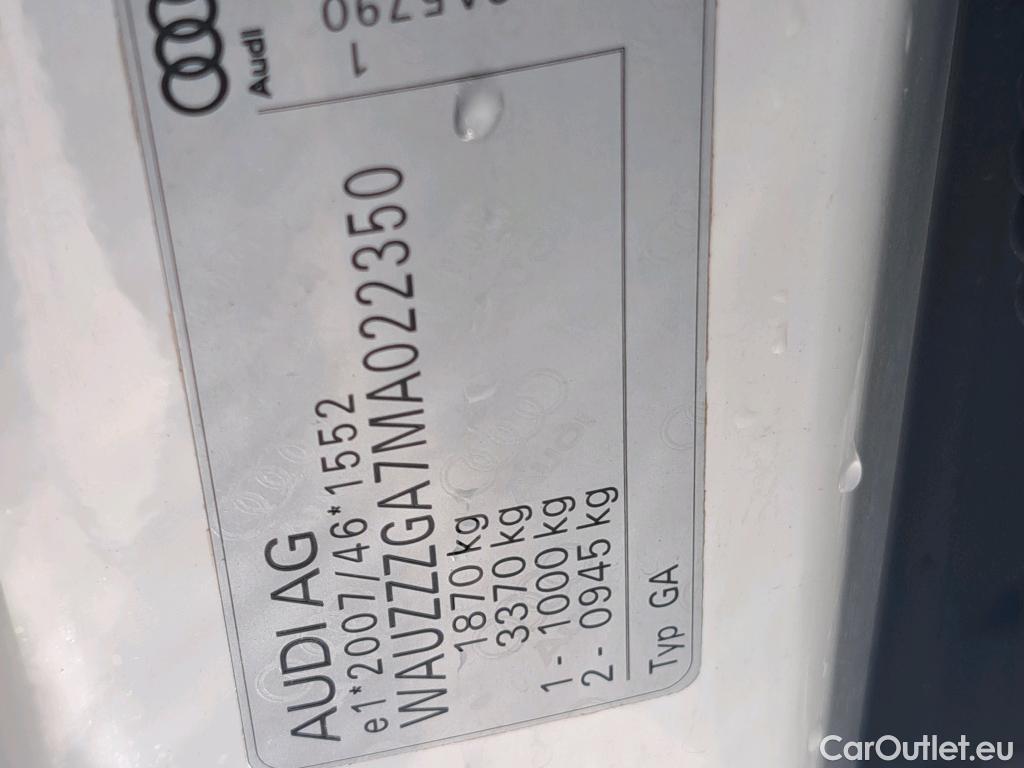 AUDI AG
e1*2007/46*1552
WAUZZZGA7MA022350
1870 kg
3370 kg
1- 1000 kg
2- 0945 kg
Typ GA
Audi
CarOutlet.eu